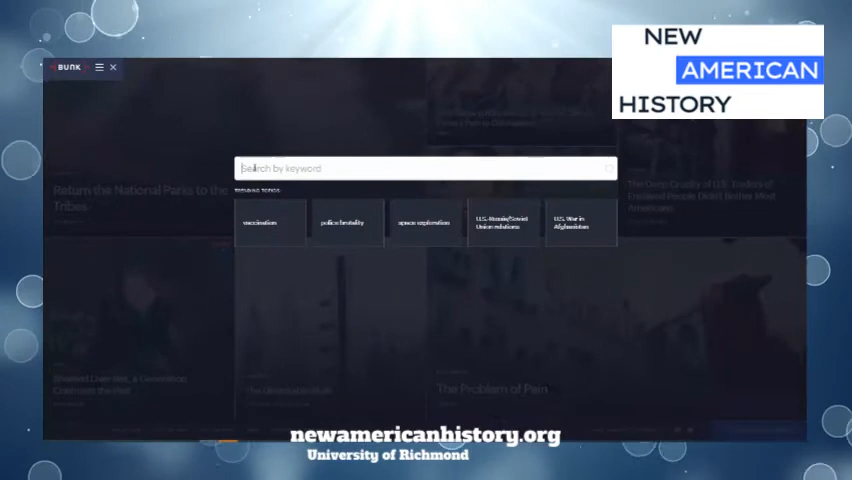 NEW
AMERICAN
HISTORY
BUNK
Search by keyword
TRENDING TOPICS
vaccination
police brutality
space exploration
U.S.-Russia/Soviet
Union relations
U.S. War in
Afghanistan
Return the National Parks to the
Tribes
The Deep Cruelty of U.S. Traders of
Enslaved People Didn't Bother Most
Americans
The Problem of Pain
newamericanhistory.org
University of Richmond